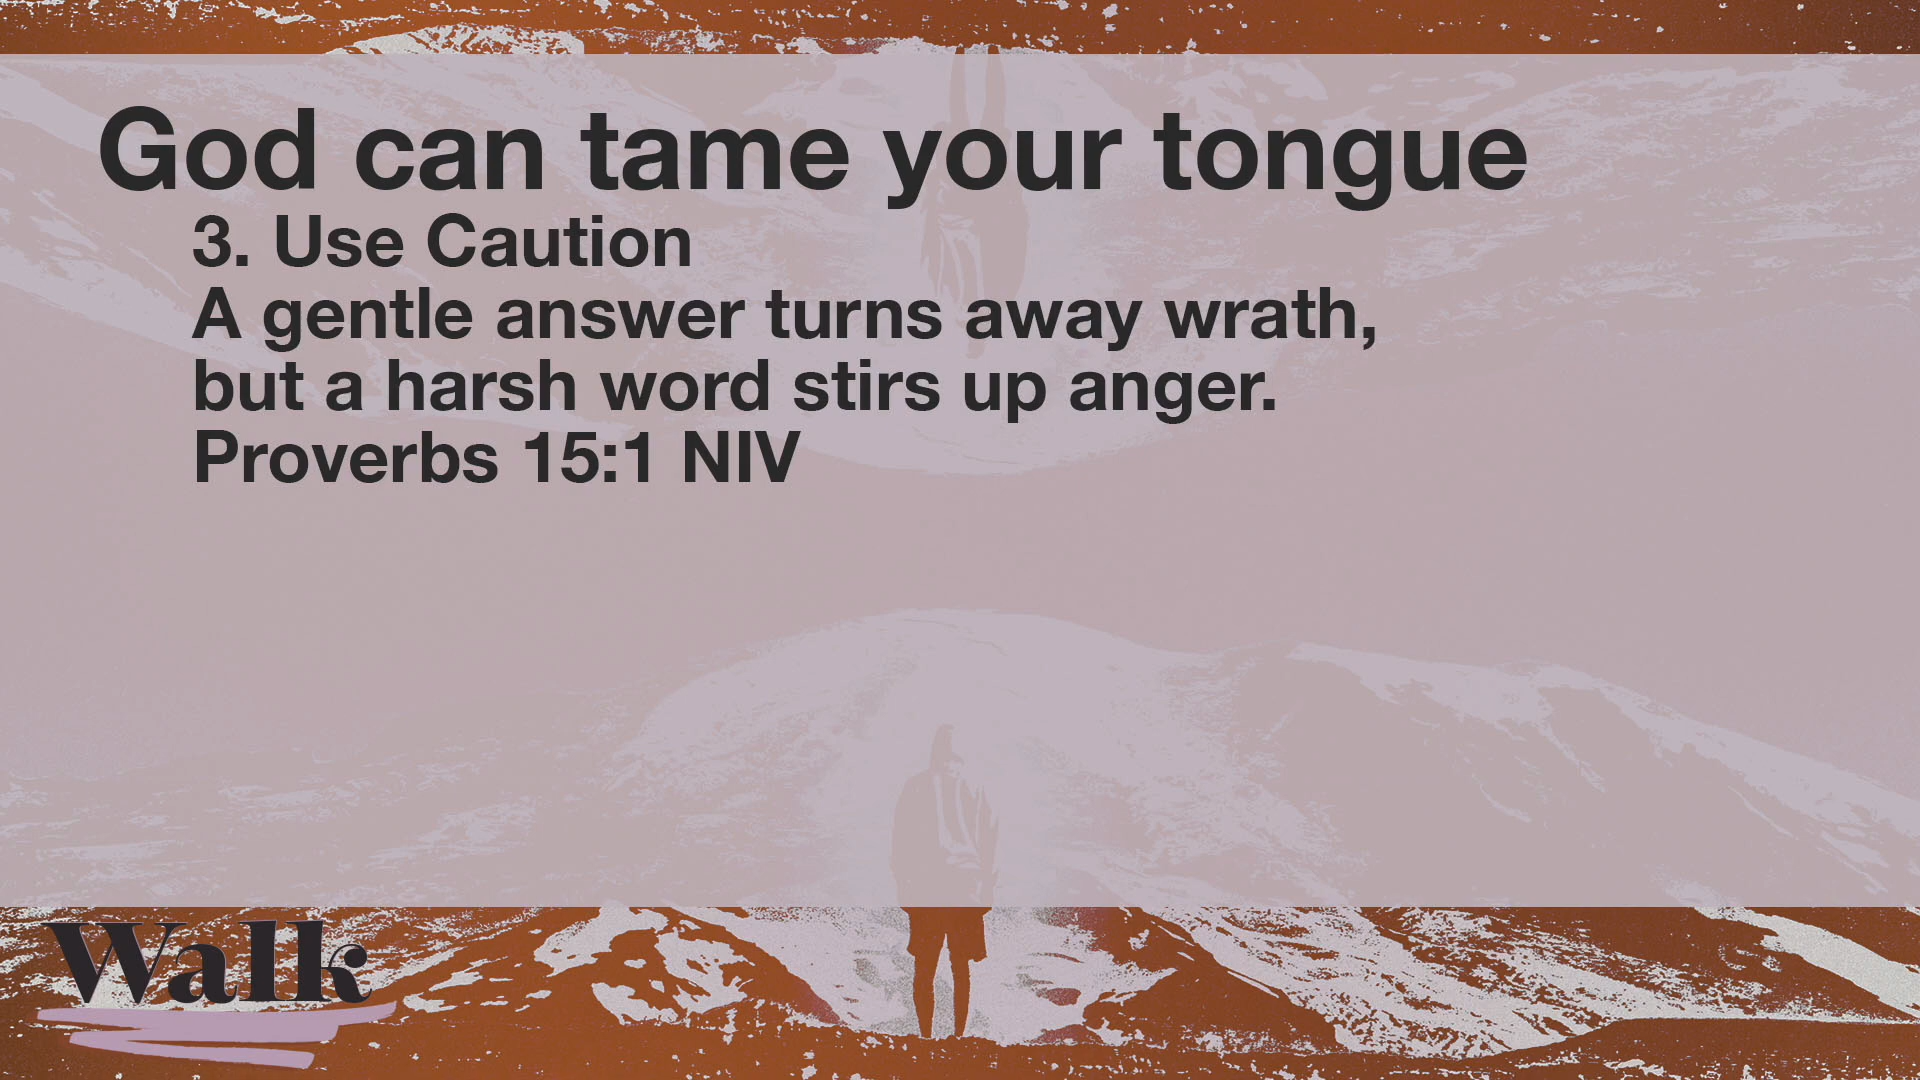 God can tame your tongue
3. Use Caution
A gentle answer turns away wrath,
but a harsh word stirs up anger.
Proverbs 15:1 NIV
Walk